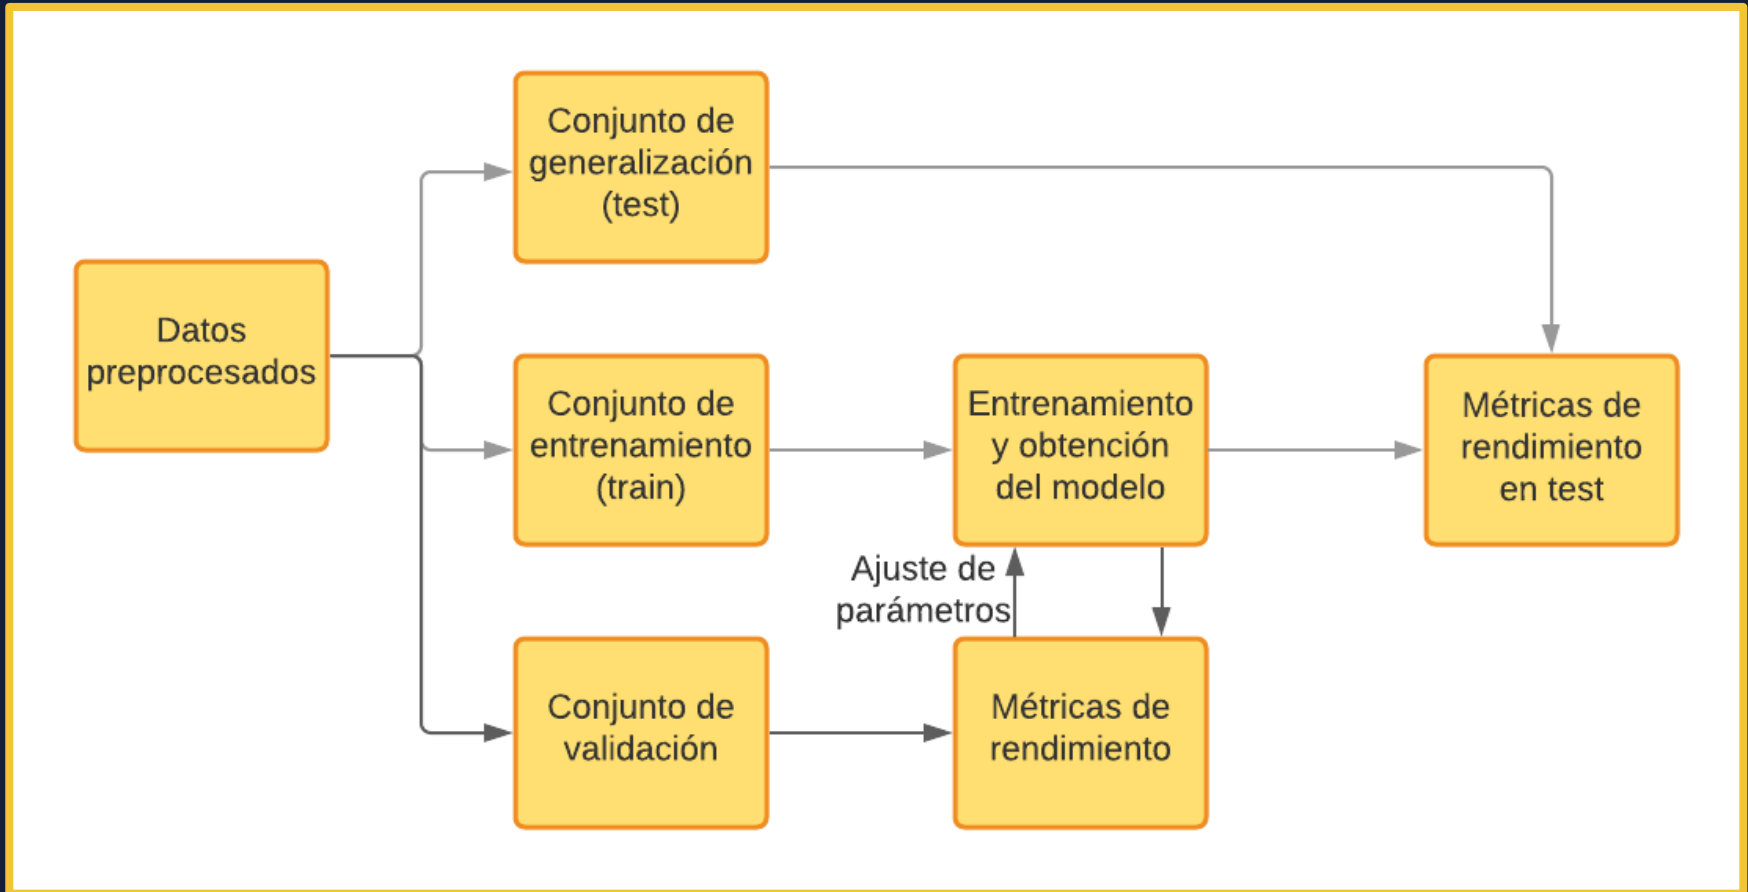 Conjunto de
generalización
(test)
Datos
preprocesados
Conjunto de
entrenamiento
(train)
Entrenamiento
y obtención
del modelo
Métricas de
rendimiento
en test
Ajuste de
parámetros
Conjunto de
validación
Métricas de
rendimiento